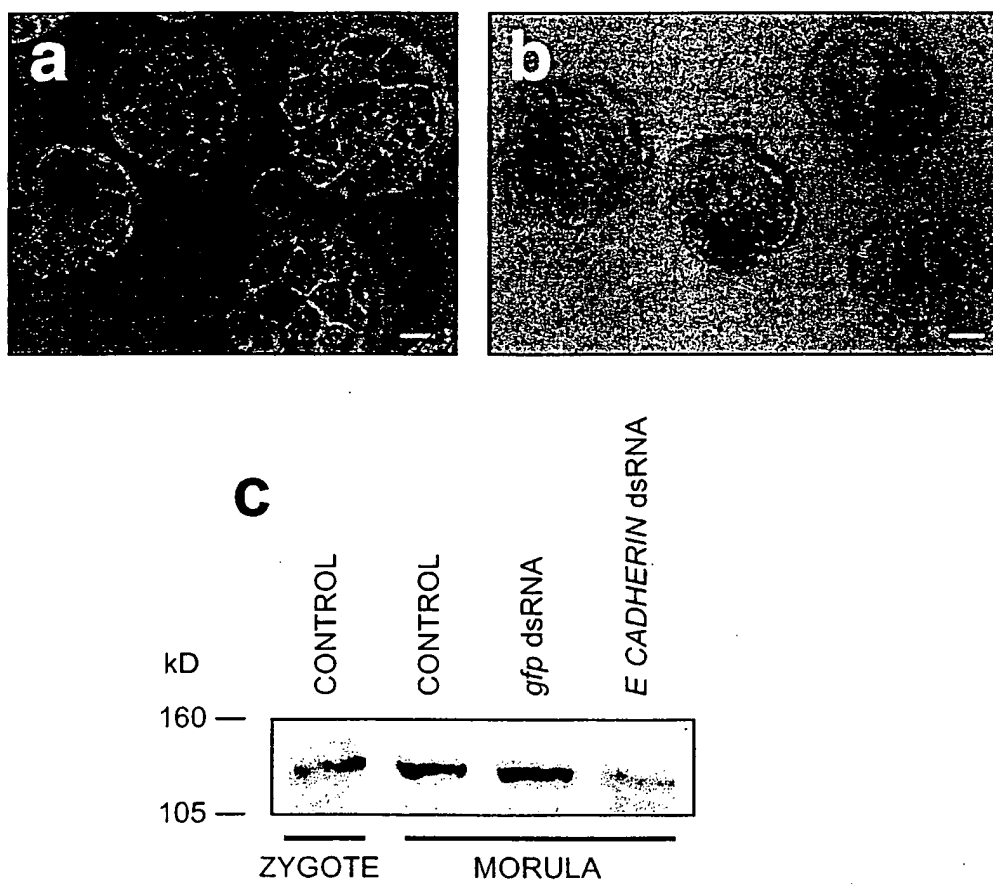 a
b
c
CONTROL
CONTROL
gfp dsRNA
E CADHERIN dsRNA
kD
160
105
ZYGOTE
MORULA